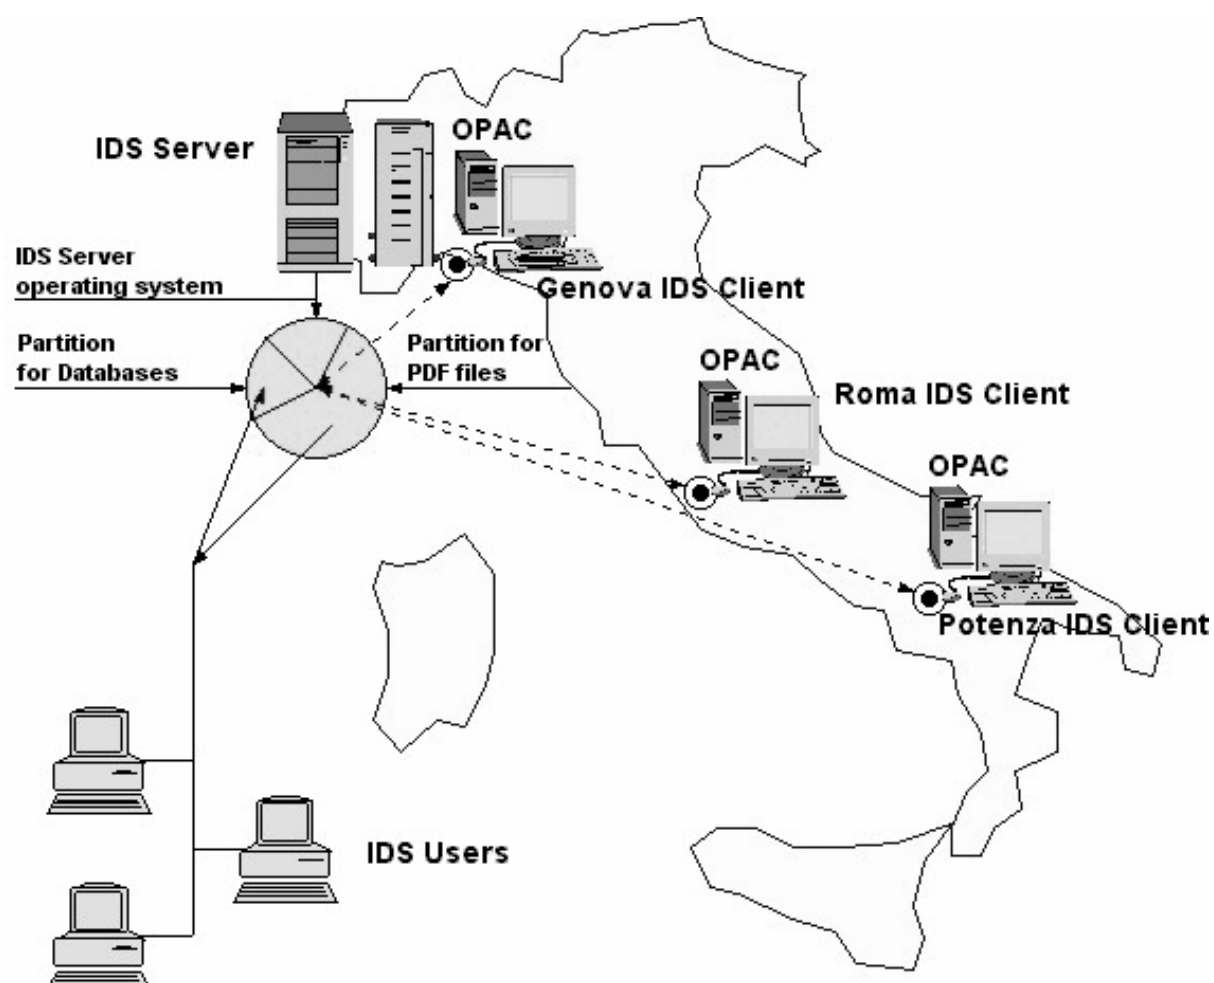 OPAC
IDS Server
IDS Server
operating system
Genova IDS Client
Partition
for Databases
Partition for
PDF files
OPAC
Roma IDS Client
OPAC
Potenza IDS Client
IDS Users